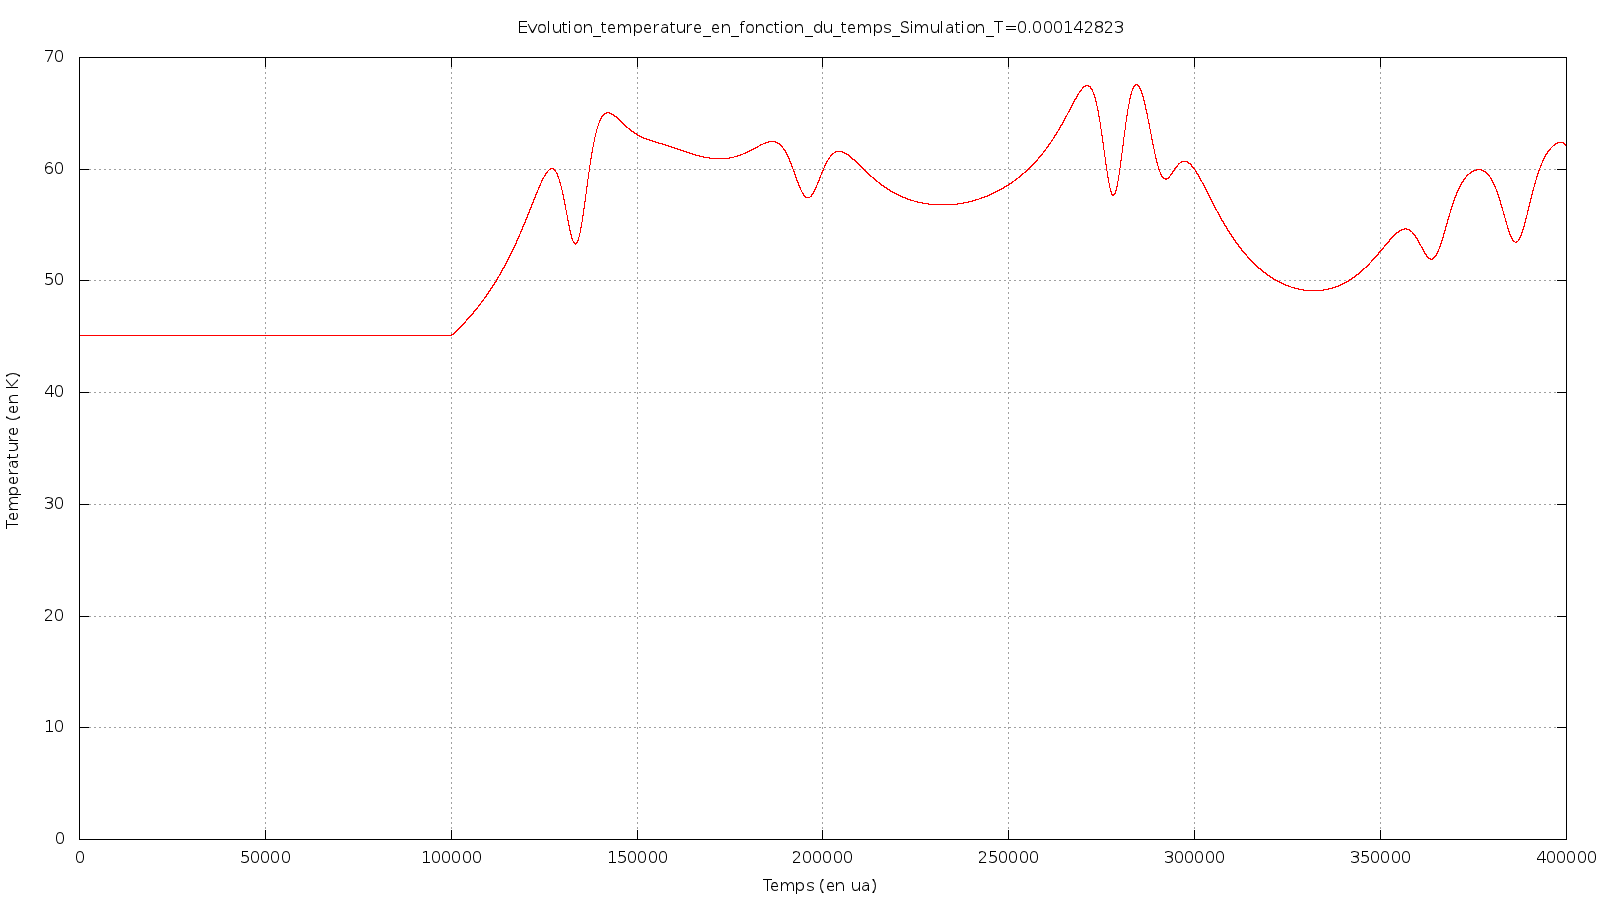 Evolution_temperature_en_fonction_du_temps_Simulation_T=0.000142823
70
60
50
40
30
20
10
0
Temperature (en K)
0 50000 100000 150000 200000 250000 300000 350000 400000
Temps (en ua)